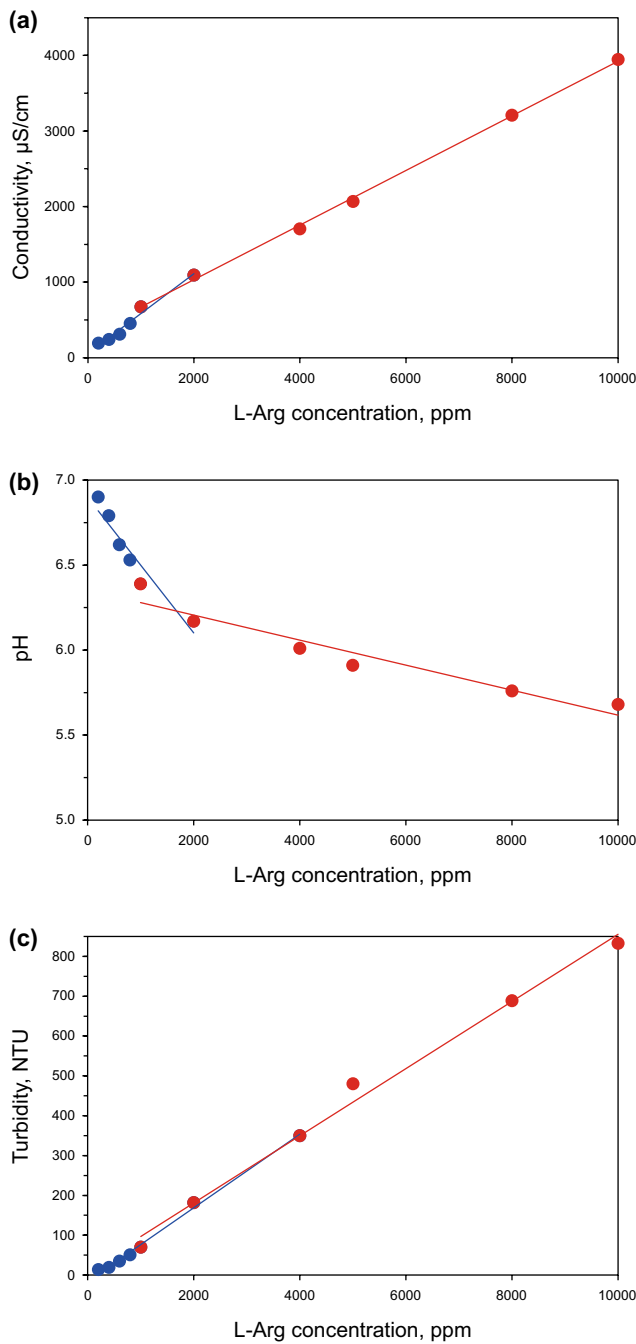 (a)
Conductivity, µS/cm
4000
3000
2000
1000
0
0 2000 4000 6000 8000 10000
L-Arg concentration, ppm
(b)
pH
7.0
6.5
6.0
5.5
5.0
0 2000 4000 6000 8000 10000
L-Arg concentration, ppm
(c)
Turbidity, NTU
800
700
600
500
400
300
200
100
0
0 2000 4000 6000 8000 10000
L-Arg concentration, ppm